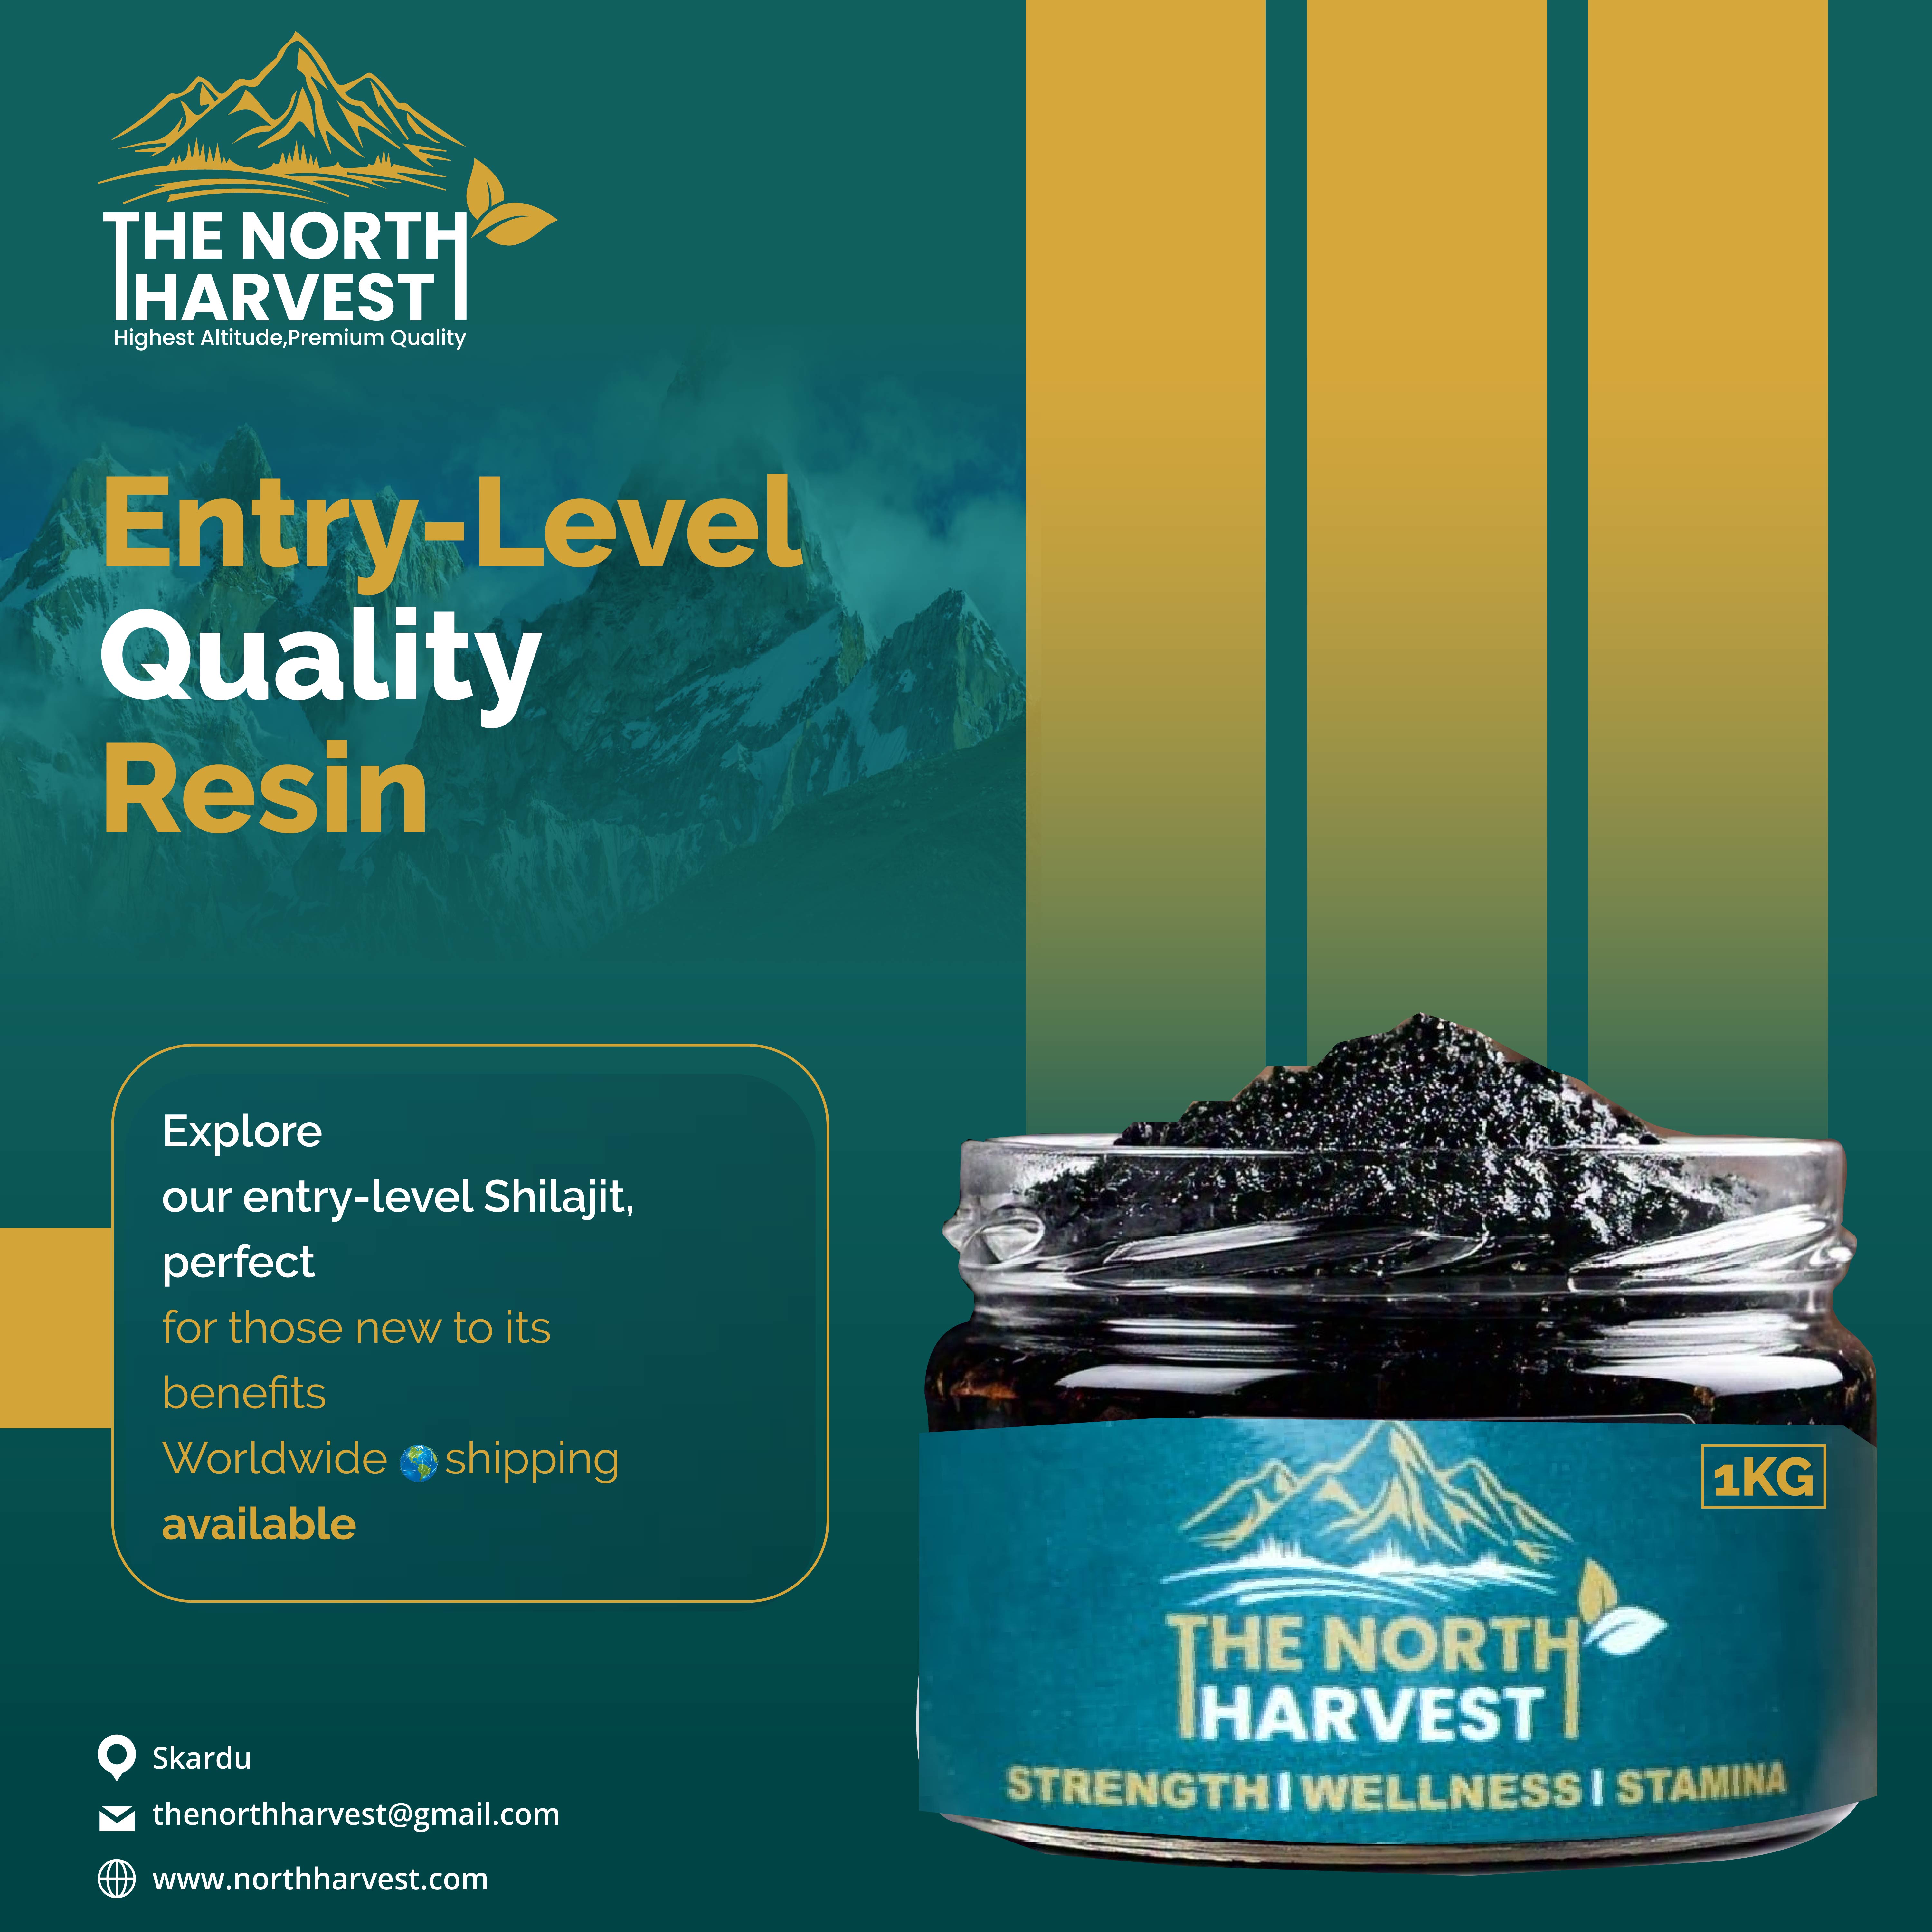 THE NORTH
HARVEST
Highest Altitude,Premium Quality
Entry-Level
Quality
Resin
Explore
our entry-level Shilajit,
perfect
for those new to its
benefits
Worldwide 🌎 shipping
available
Skardu
thenorthharvest@gmail.com
www.northharvest.com
1KG
THE NORTH
HARVEST
STRENGTH | WELLNESS | STAMINA